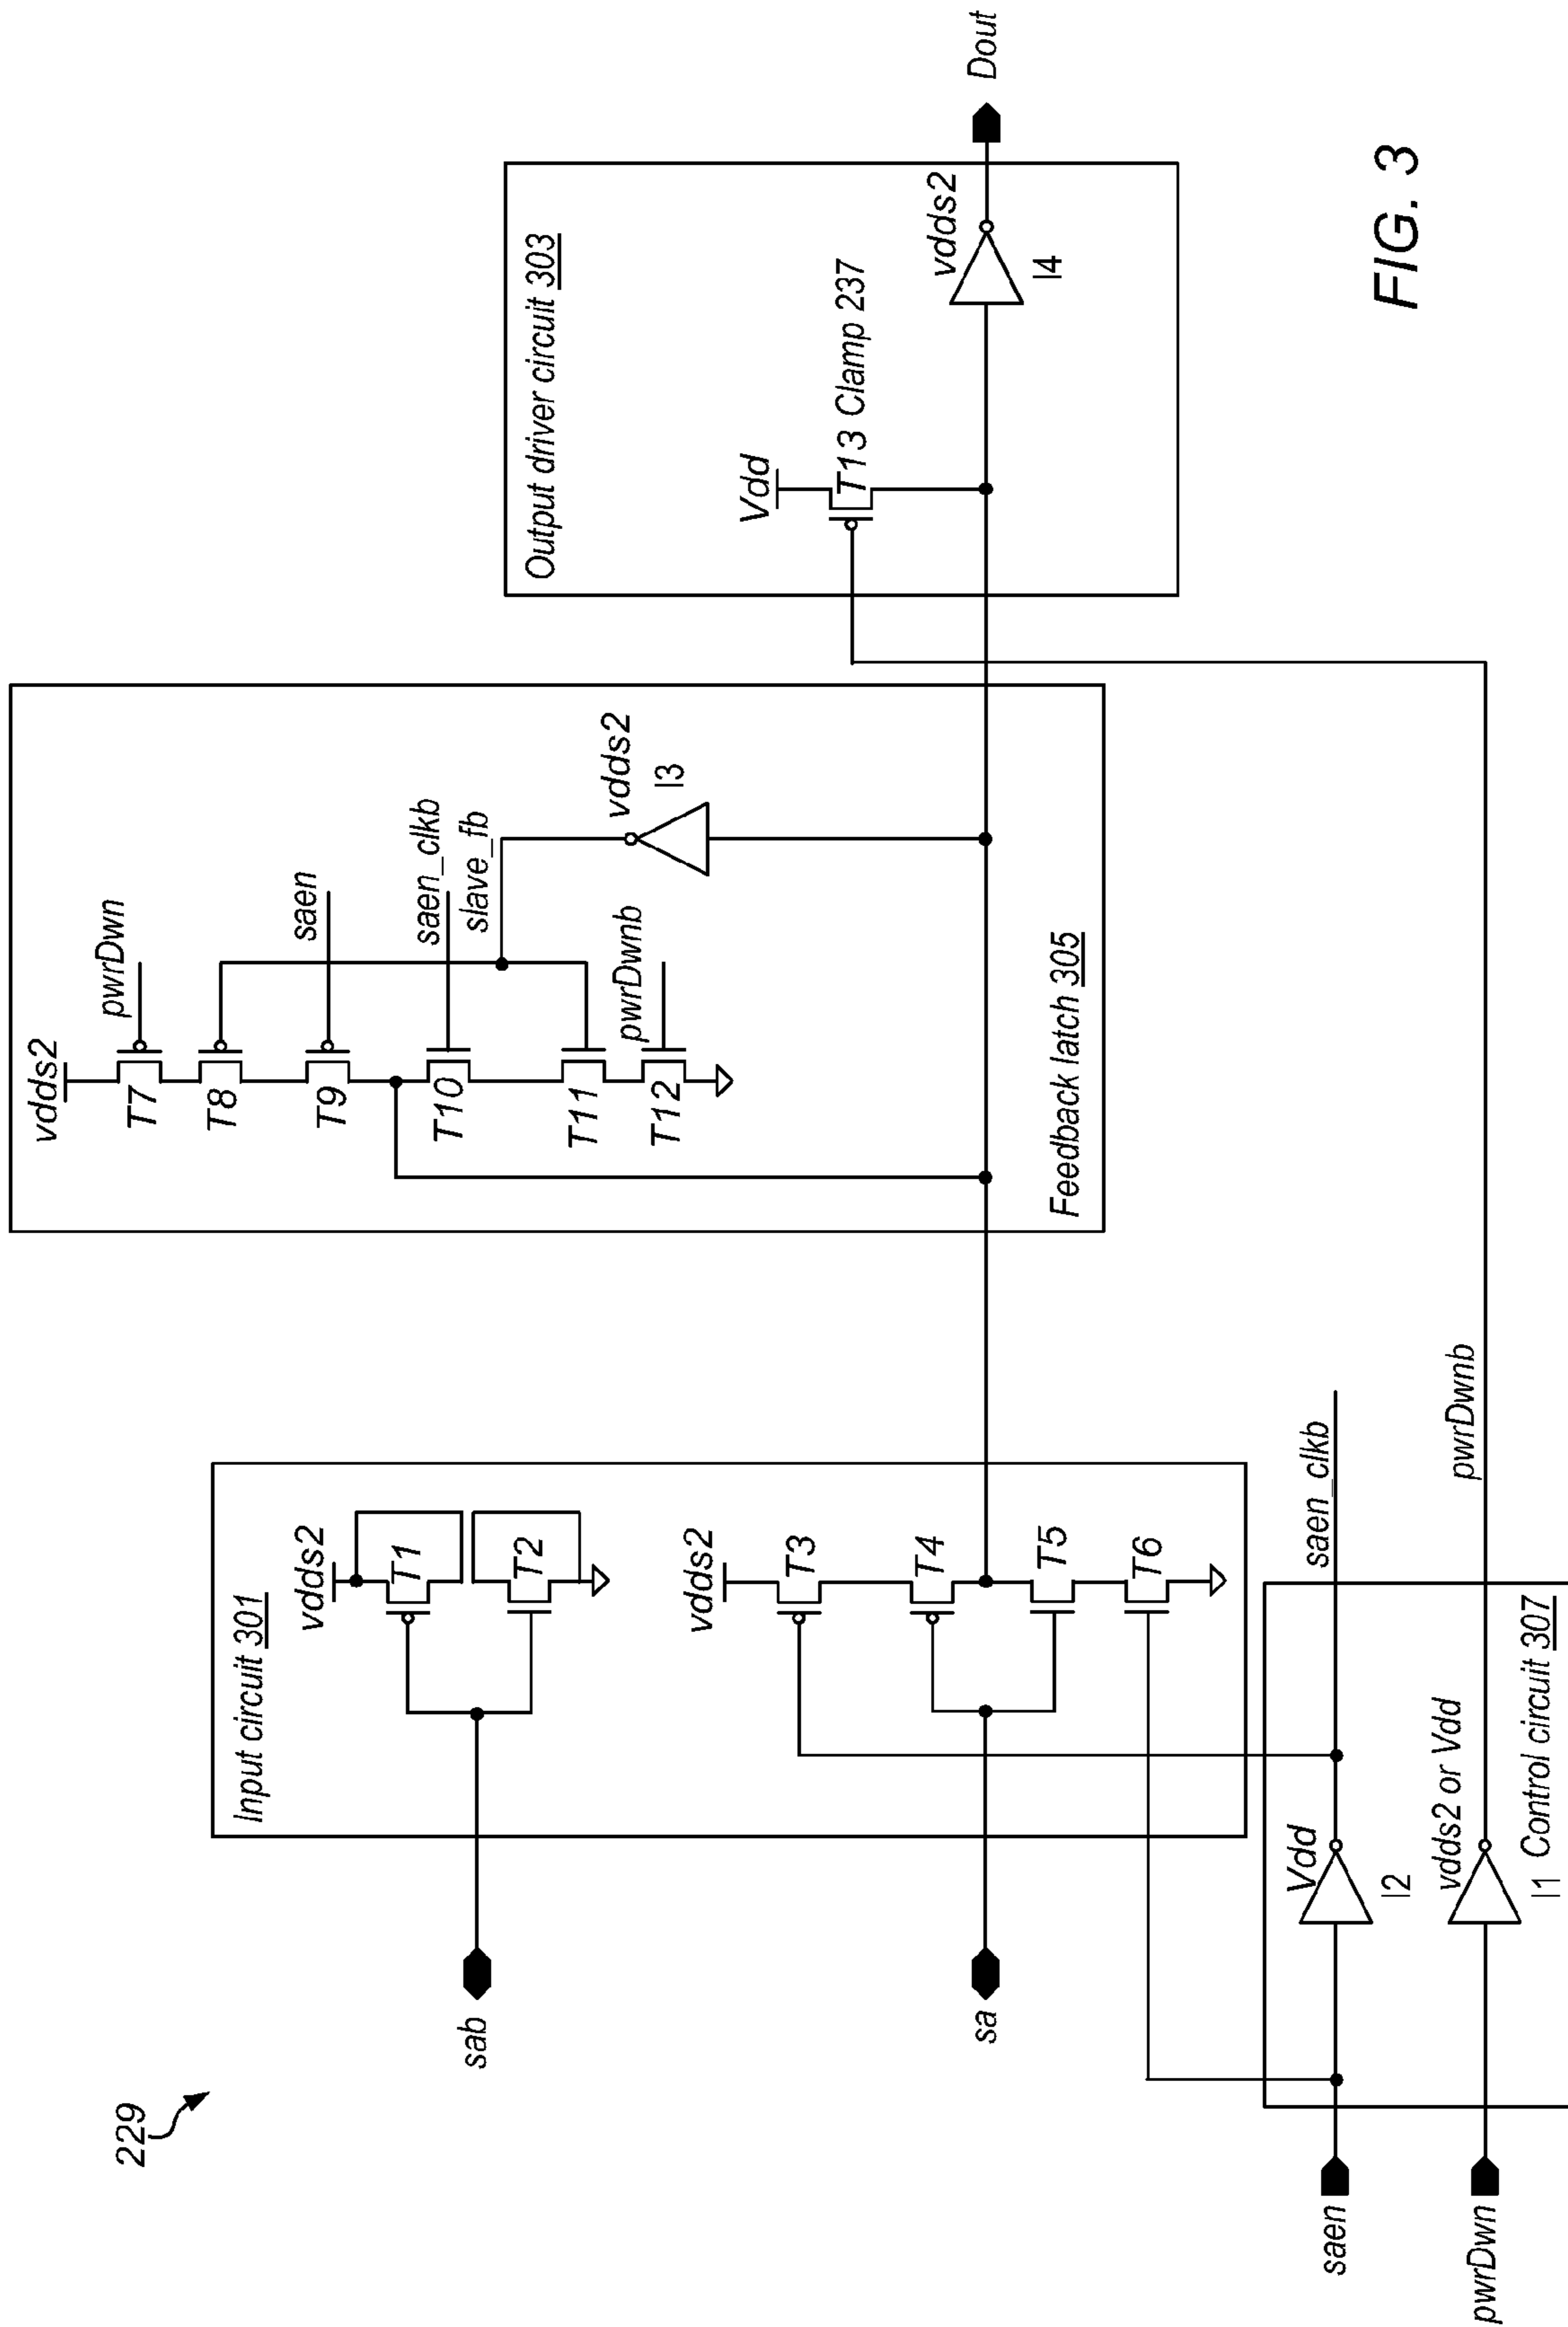 229
Input circuit 301
vdds2
T1
T2
sab
vdds2
T3
T4
T5
T6
sa
saen
Vdd
I2
saen_clkb
pwrDwn
vdds2 or Vdd
I1
Control circuit 307
pwrDwnb
vdds2
pwrDwn
T7
T8
saen
T9
saen_clkb
T10
slave_fb
T11
pwrDwnb
T12
vdds2
I3
Feedback latch 305
Output driver circuit 303
Vdd
T13 Clamp 237
vdds2
I4
Dout
FIG. 3